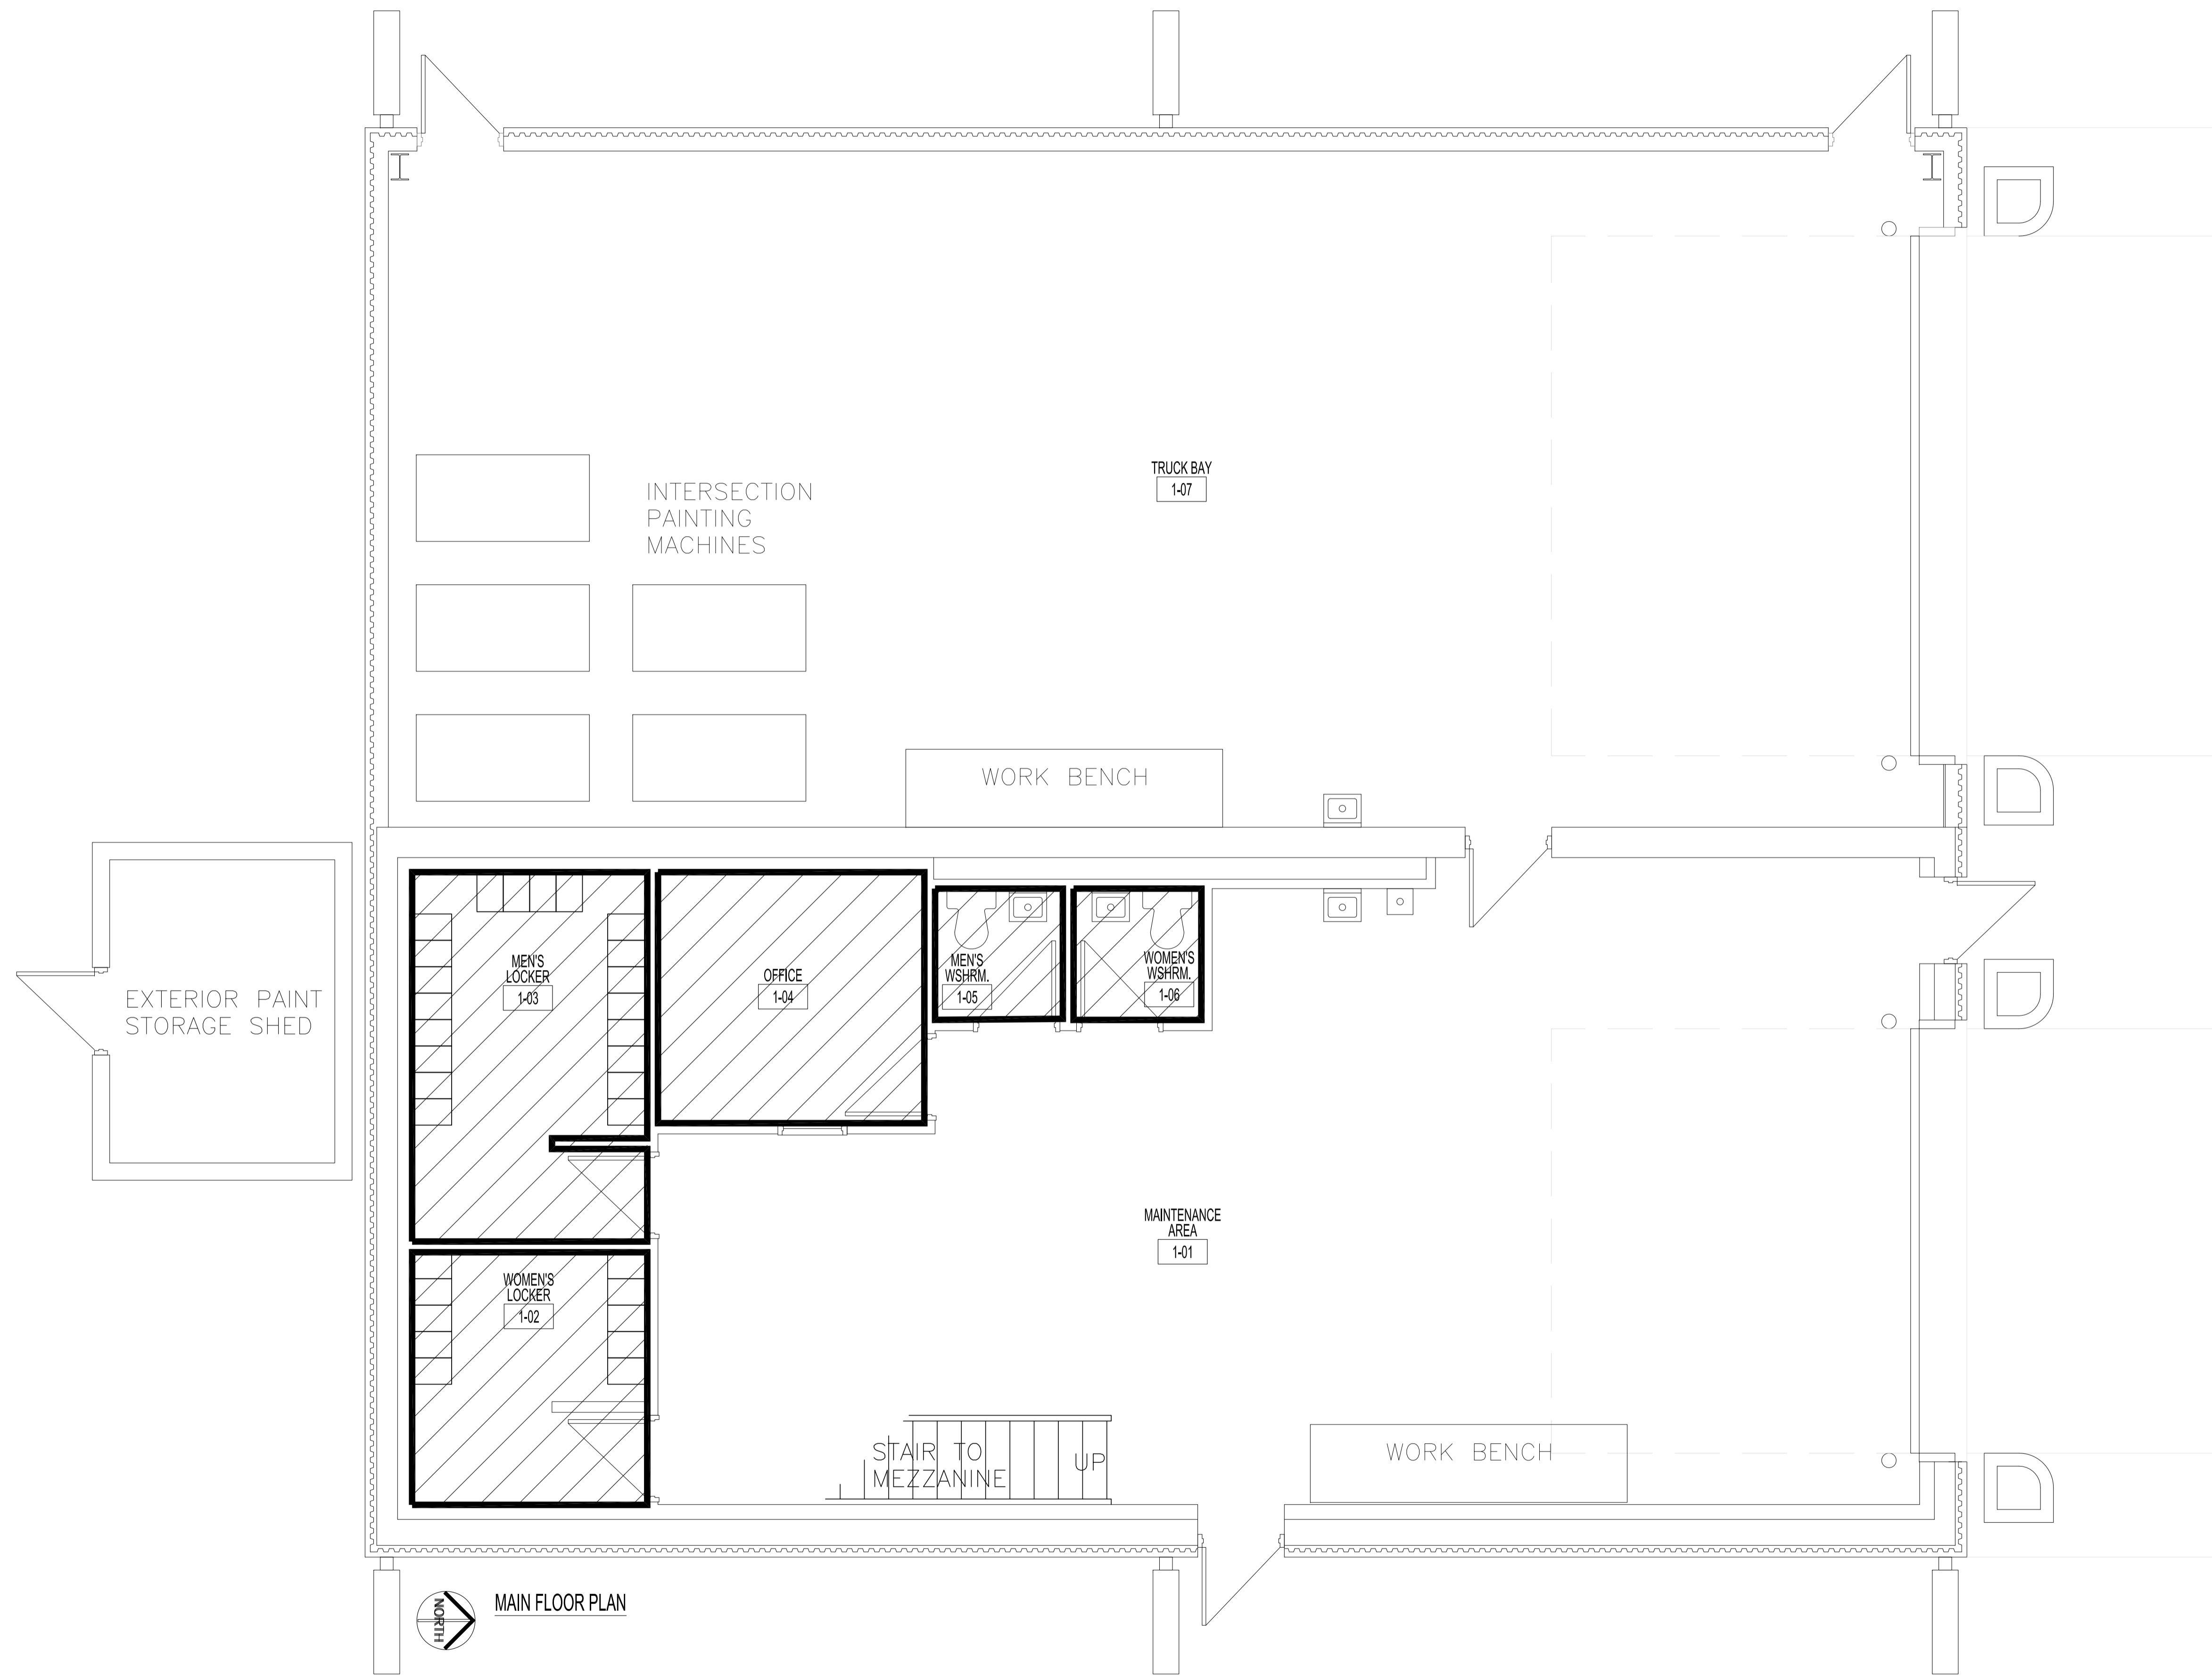 TRUCK BAY
1-07
INTERSECTION
PAINTING
MACHINES
WORK BENCH
EXTERIOR PAINT
STORAGE SHED
MEN'S
LOCKER
1-03
OFFICE
1-04
MEN'S
WSHRM.
1-05
WOMEN'S
WSHRM.
1-06
MAINTENANCE
AREA
1-01
WOMEN'S
LOCKER
1-02
STAIR TO
MEZZANINE
UP
WORK BENCH
NORTH
MAIN FLOOR PLAN